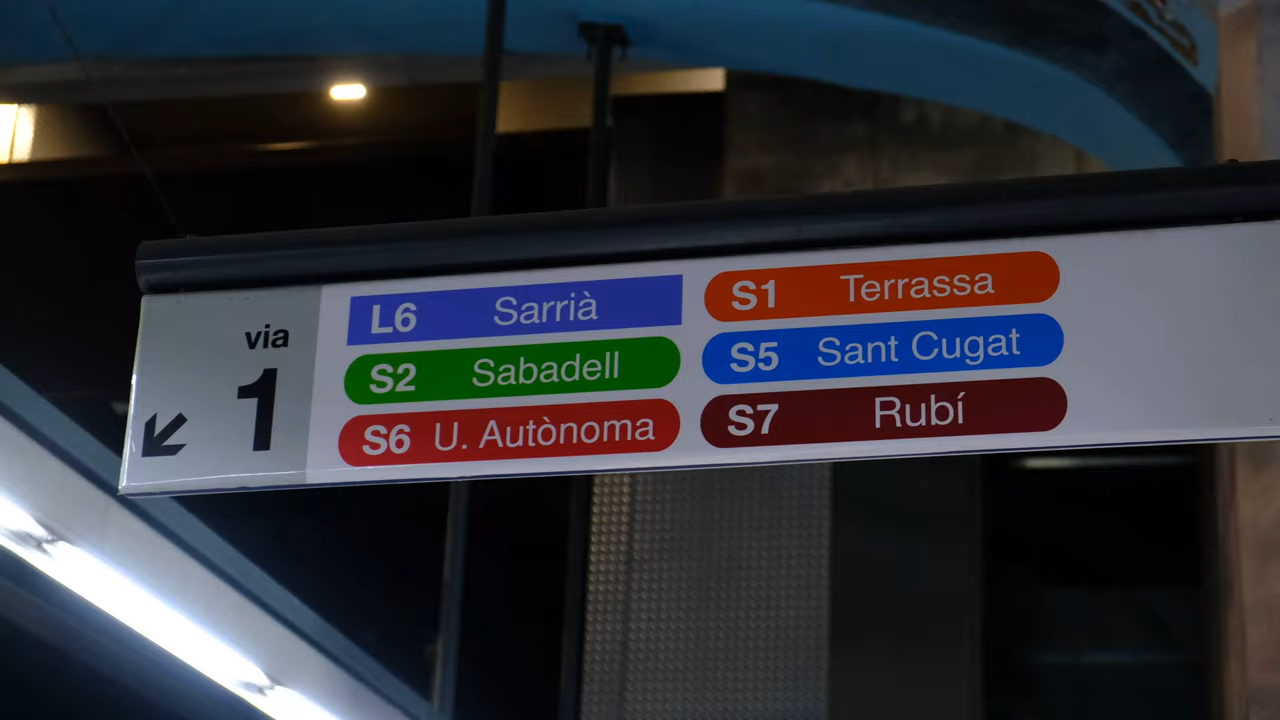 via
1
L6 Sarrià
S2 Sabadell
S6 U. Autònoma
S1 Terrassa
S5 Sant Cugat
S7 Rubí